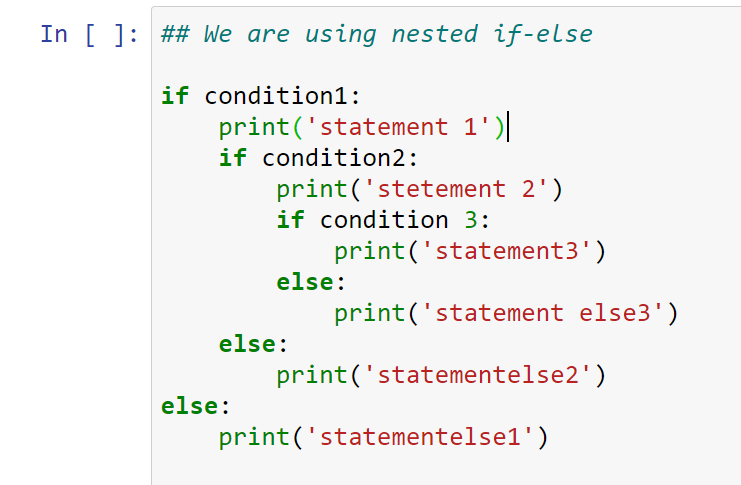 In [ ]: ## We are using nested if-else
if condition1:
    print('statement 1')
    if condition2:
        print('stetement 2')
        if condition 3:
            print('statement3')
        else:
            print('statement else3')
    else:
        print('statementelse2')
else:
    print('statementelse1')